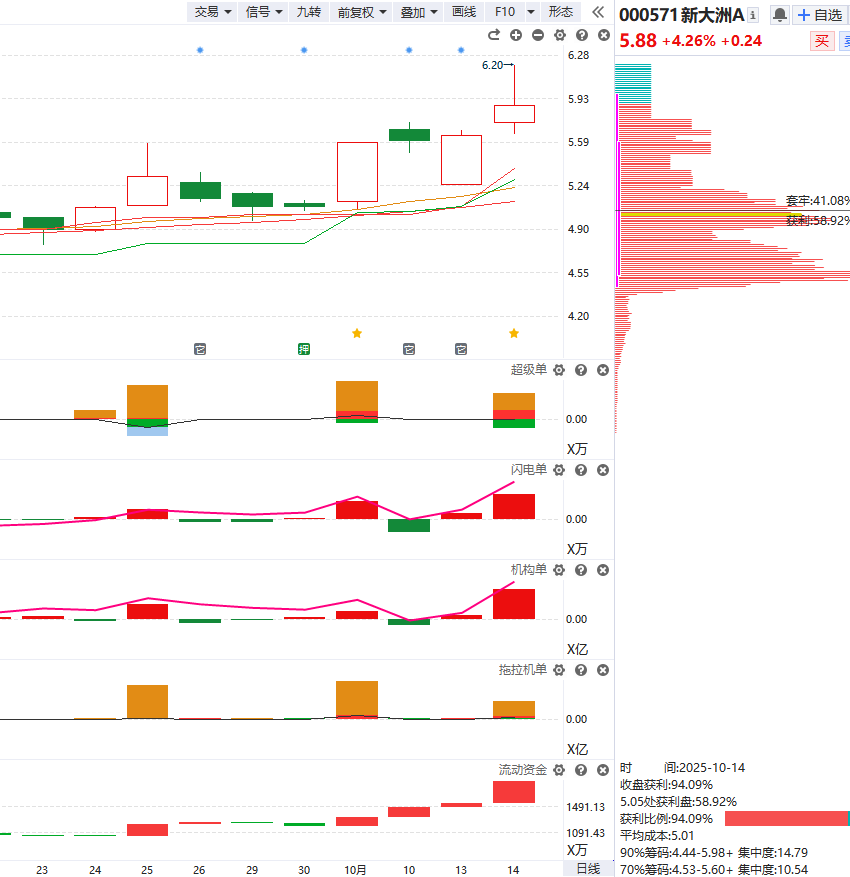 交易 信号 九转 前复权 叠加 画线 F10 形态
000571 新大洲A
自选
5.88 +4.26% +0.24
买
6.20→
6.28
5.93
5.59
5.24
4.90
4.55
4.20
套牢:41.08%
获利:58.92%
押
超级单
0.00
X万
闪电单
0.00
X万
机构单
0.00
X亿
拖拉机单
0.00
X亿
流动资金
1491.13
1091.43
X万
23 24 25 26 29 30 10月 10 13 14 日线
时 间:2025-10-14
收盘获利:94.09%
5.05处获利盘:58.92%
获利比例:94.09%
平均成本:5.01
90%筹码:4.44-5.98+ 集中度:14.79
70%筹码:4.53-5.60+ 集中度:10.54